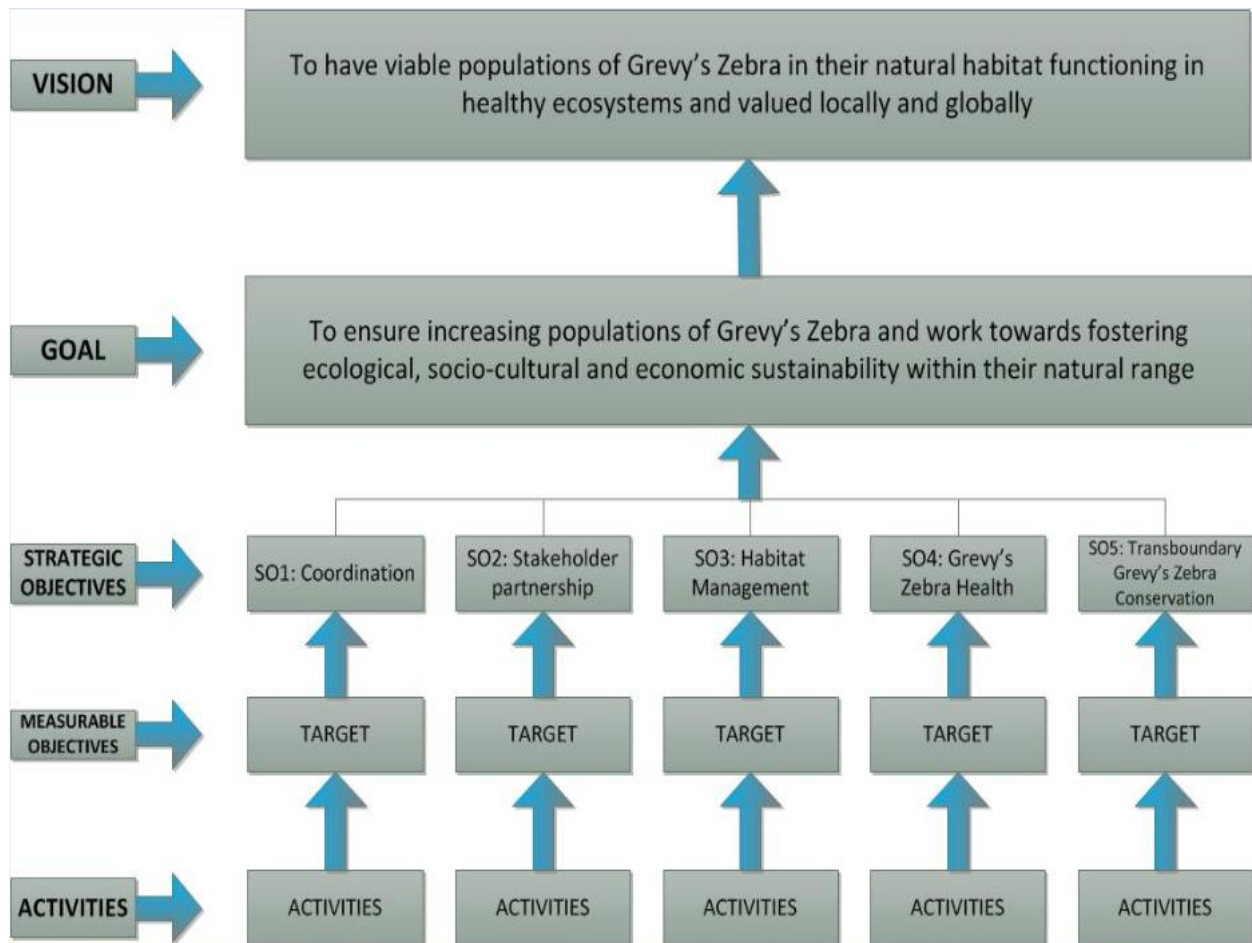 VISION
To have viable populations of Grevy's Zebra in their natural habitat functioning in
healthy ecosystems and valued locally and globally
GOAL
To ensure increasing populations of Grevy's Zebra and work towards fostering
ecological, socio-cultural and economic sustainability within their natural range
STRATEGIC
OBJECTIVES
SO1: Coordination
SO2: Stakeholder
partnership
SO3: Habitat
Management
SO4: Grevy's
Zebra Health
SO5: Transboundary
Grevy's Zebra
Conservation
MEASURABLE
OBJECTIVES
TARGET
TARGET
TARGET
TARGET
TARGET
ACTIVITIES
ACTIVITIES
ACTIVITIES
ACTIVITIES
ACTIVITIES
ACTIVITIES